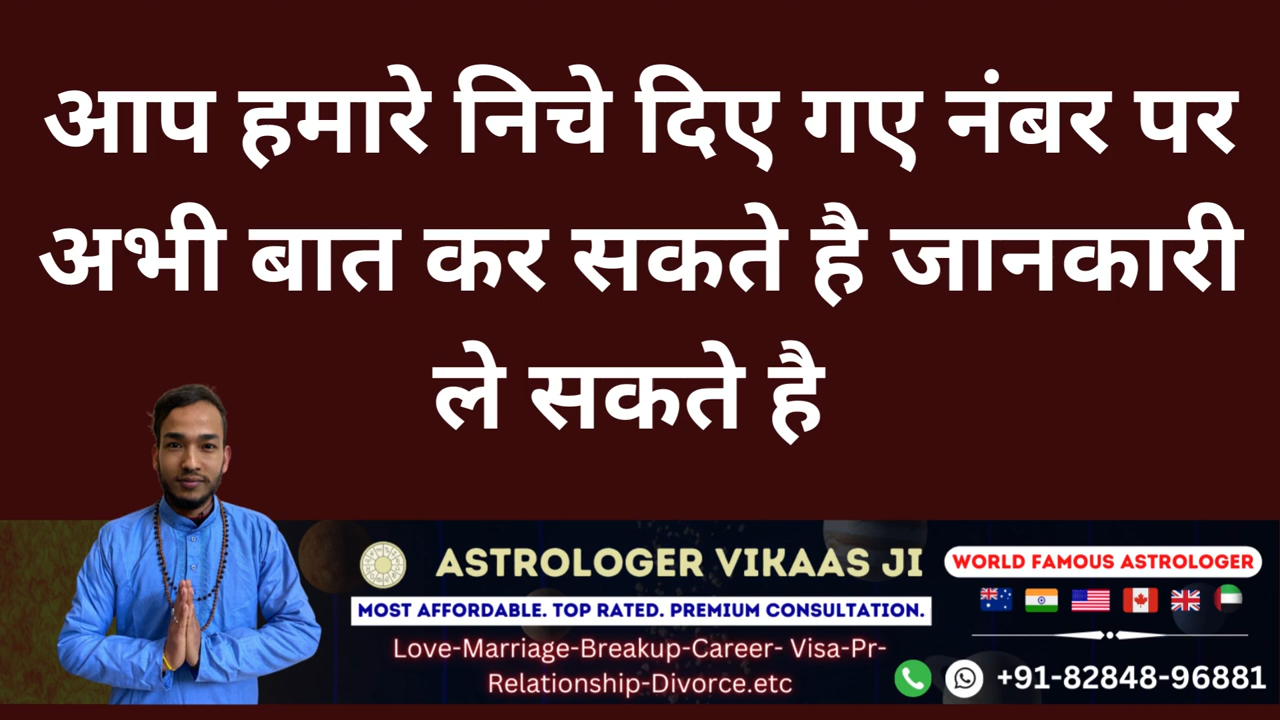 आप हमारे निचे दिए गए नंबर पर
अभी बात कर सकते है जानकारी
ले सकते है
ASTROLOGER VIKAAS JI
WORLD FAMOUS ASTROLOGER
MOST AFFORDABLE. TOP RATED. PREMIUM CONSULTATION.
Love-Marriage-Breakup-Career- Visa-Pr-
Relationship-Divorce.etc
+91-82848-96881